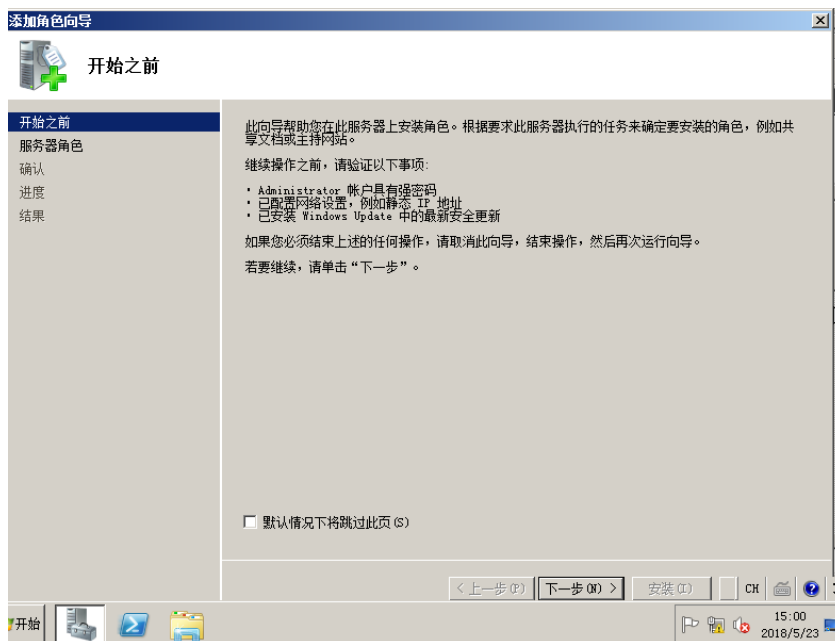 添加角色向导
开始之前
开始之前
服务器角色
确认
进度
结果
此向导帮助您在此服务器上安装角色。根据要求此服务器执行的任务来确定要安装的角色，例如共
享文档或主持网站。
继续操作之前，请验证以下事项:
· Administrator 帐户具有强密码
· 已配置网络设置，例如静态 IP 地址
· 已安装 Windows Update 中的最新安全更新
如果您必须结束上述的任何操作，请取消此向导，结束操作，然后再次运行向导。
若要继续，请单击“下一步”。
默认情况下将跳过此页(S)
< 上一步(P) 下一步(N) > 安装(I) CH
开始
15:00
2018/5/23